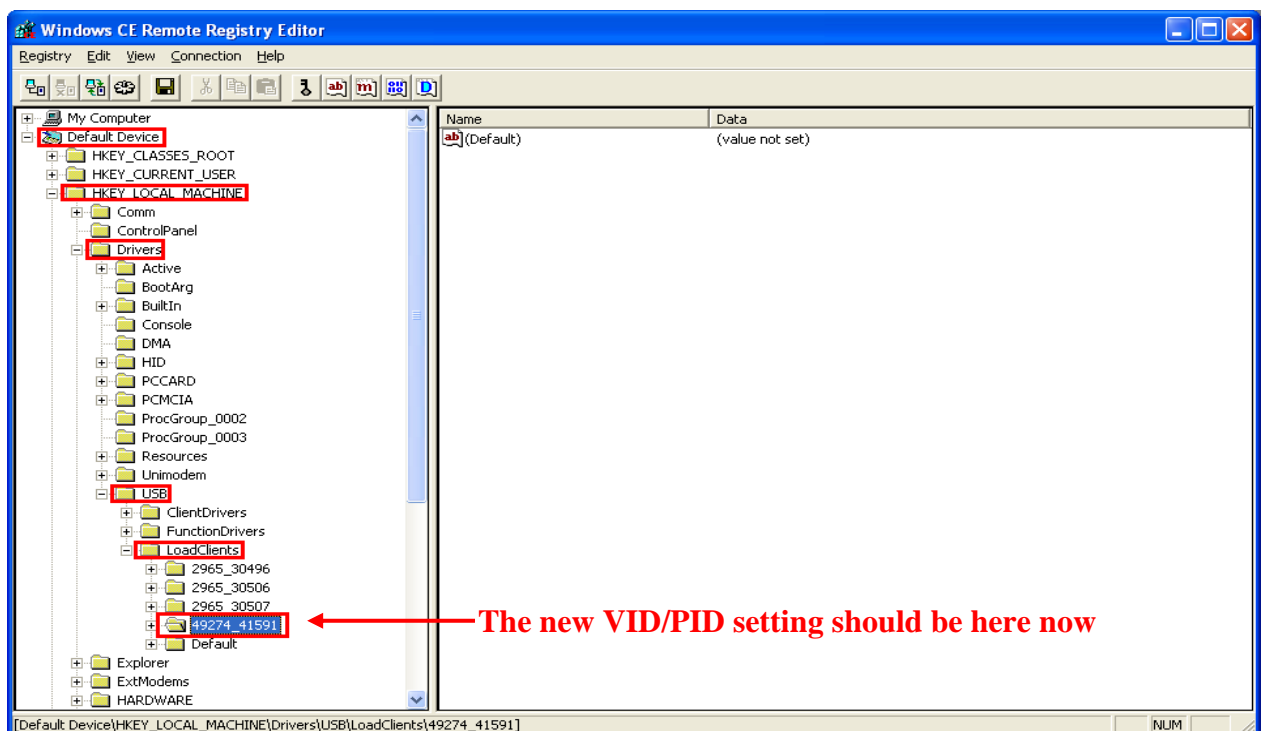 Windows CE Remote Registry Editor
Registry Edit View Connection Help
My Computer
Default Device
HKEY_CLASSES_ROOT
HKEY_CURRENT_USER
HKEY_LOCAL_MACHINE
Comm
ControlPanel
Drivers
Active
BootArg
BuiltIn
Console
DMA
HID
PCCARD
PCMCIA
ProcGroup_0002
ProcGroup_0003
Resources
Unimodem
USB
ClientDrivers
FunctionDrivers
LoadClients
2965_30496
2965_30506
2965_30507
49274_41591
Default
Explorer
ExtModems
HARDWARE
Name Data
ab (Default) (value not set)
The new VID/PID setting should be here now
[Default Device\HKEY_LOCAL_MACHINE\Drivers\USB\LoadClients\49274_41591] NUM